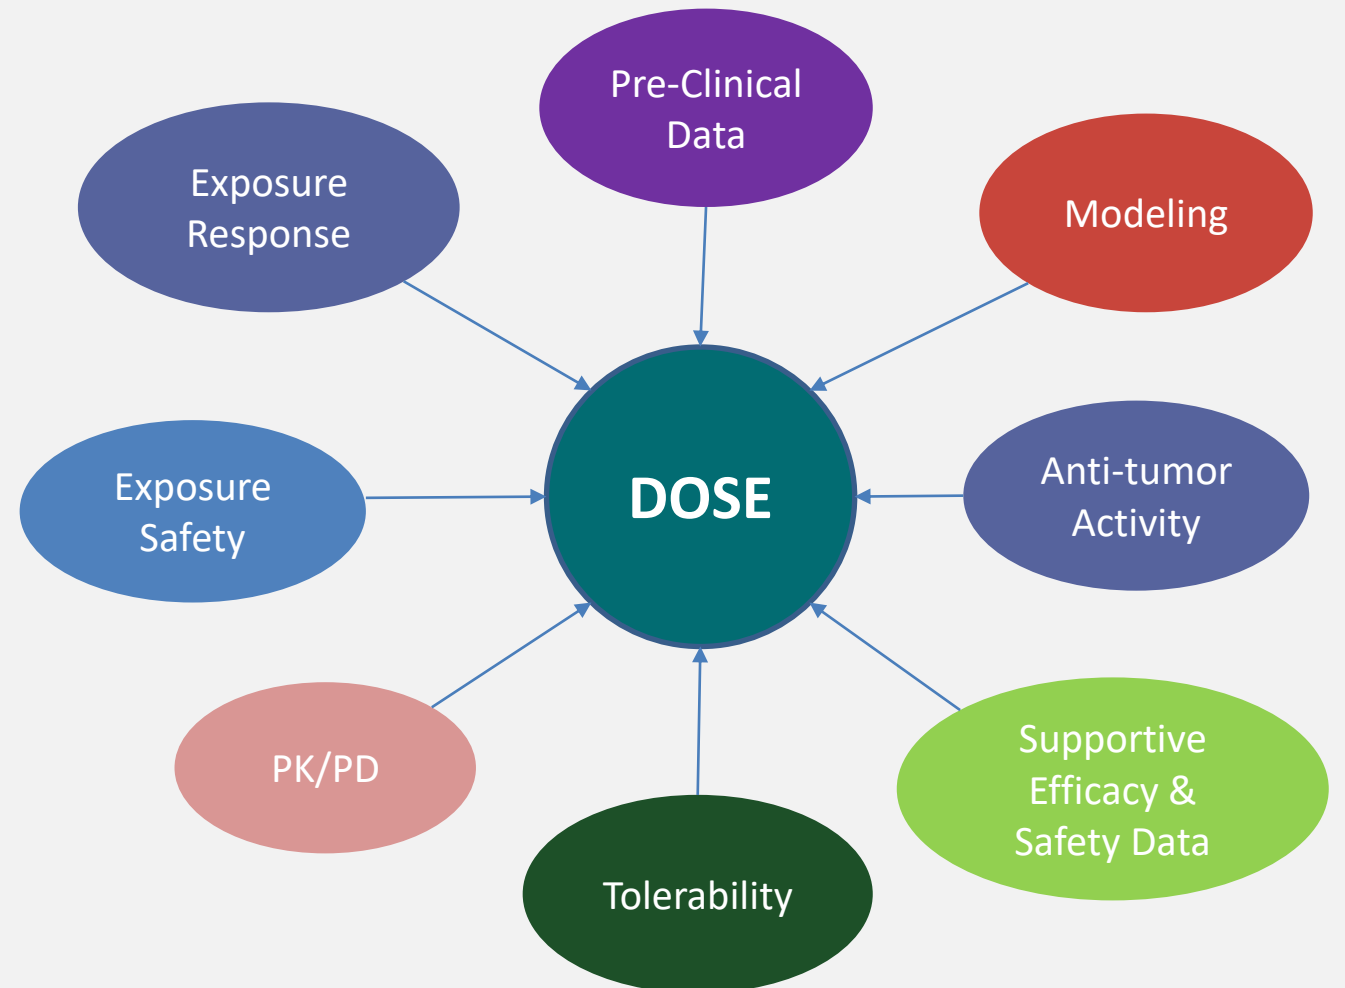 Pre-Clinical
Data
Exposure
Response
Modeling
Exposure
Safety
DOSE
Anti-tumor
Activity
PK/PD
Supportive
Efficacy &
Safety Data
Tolerability